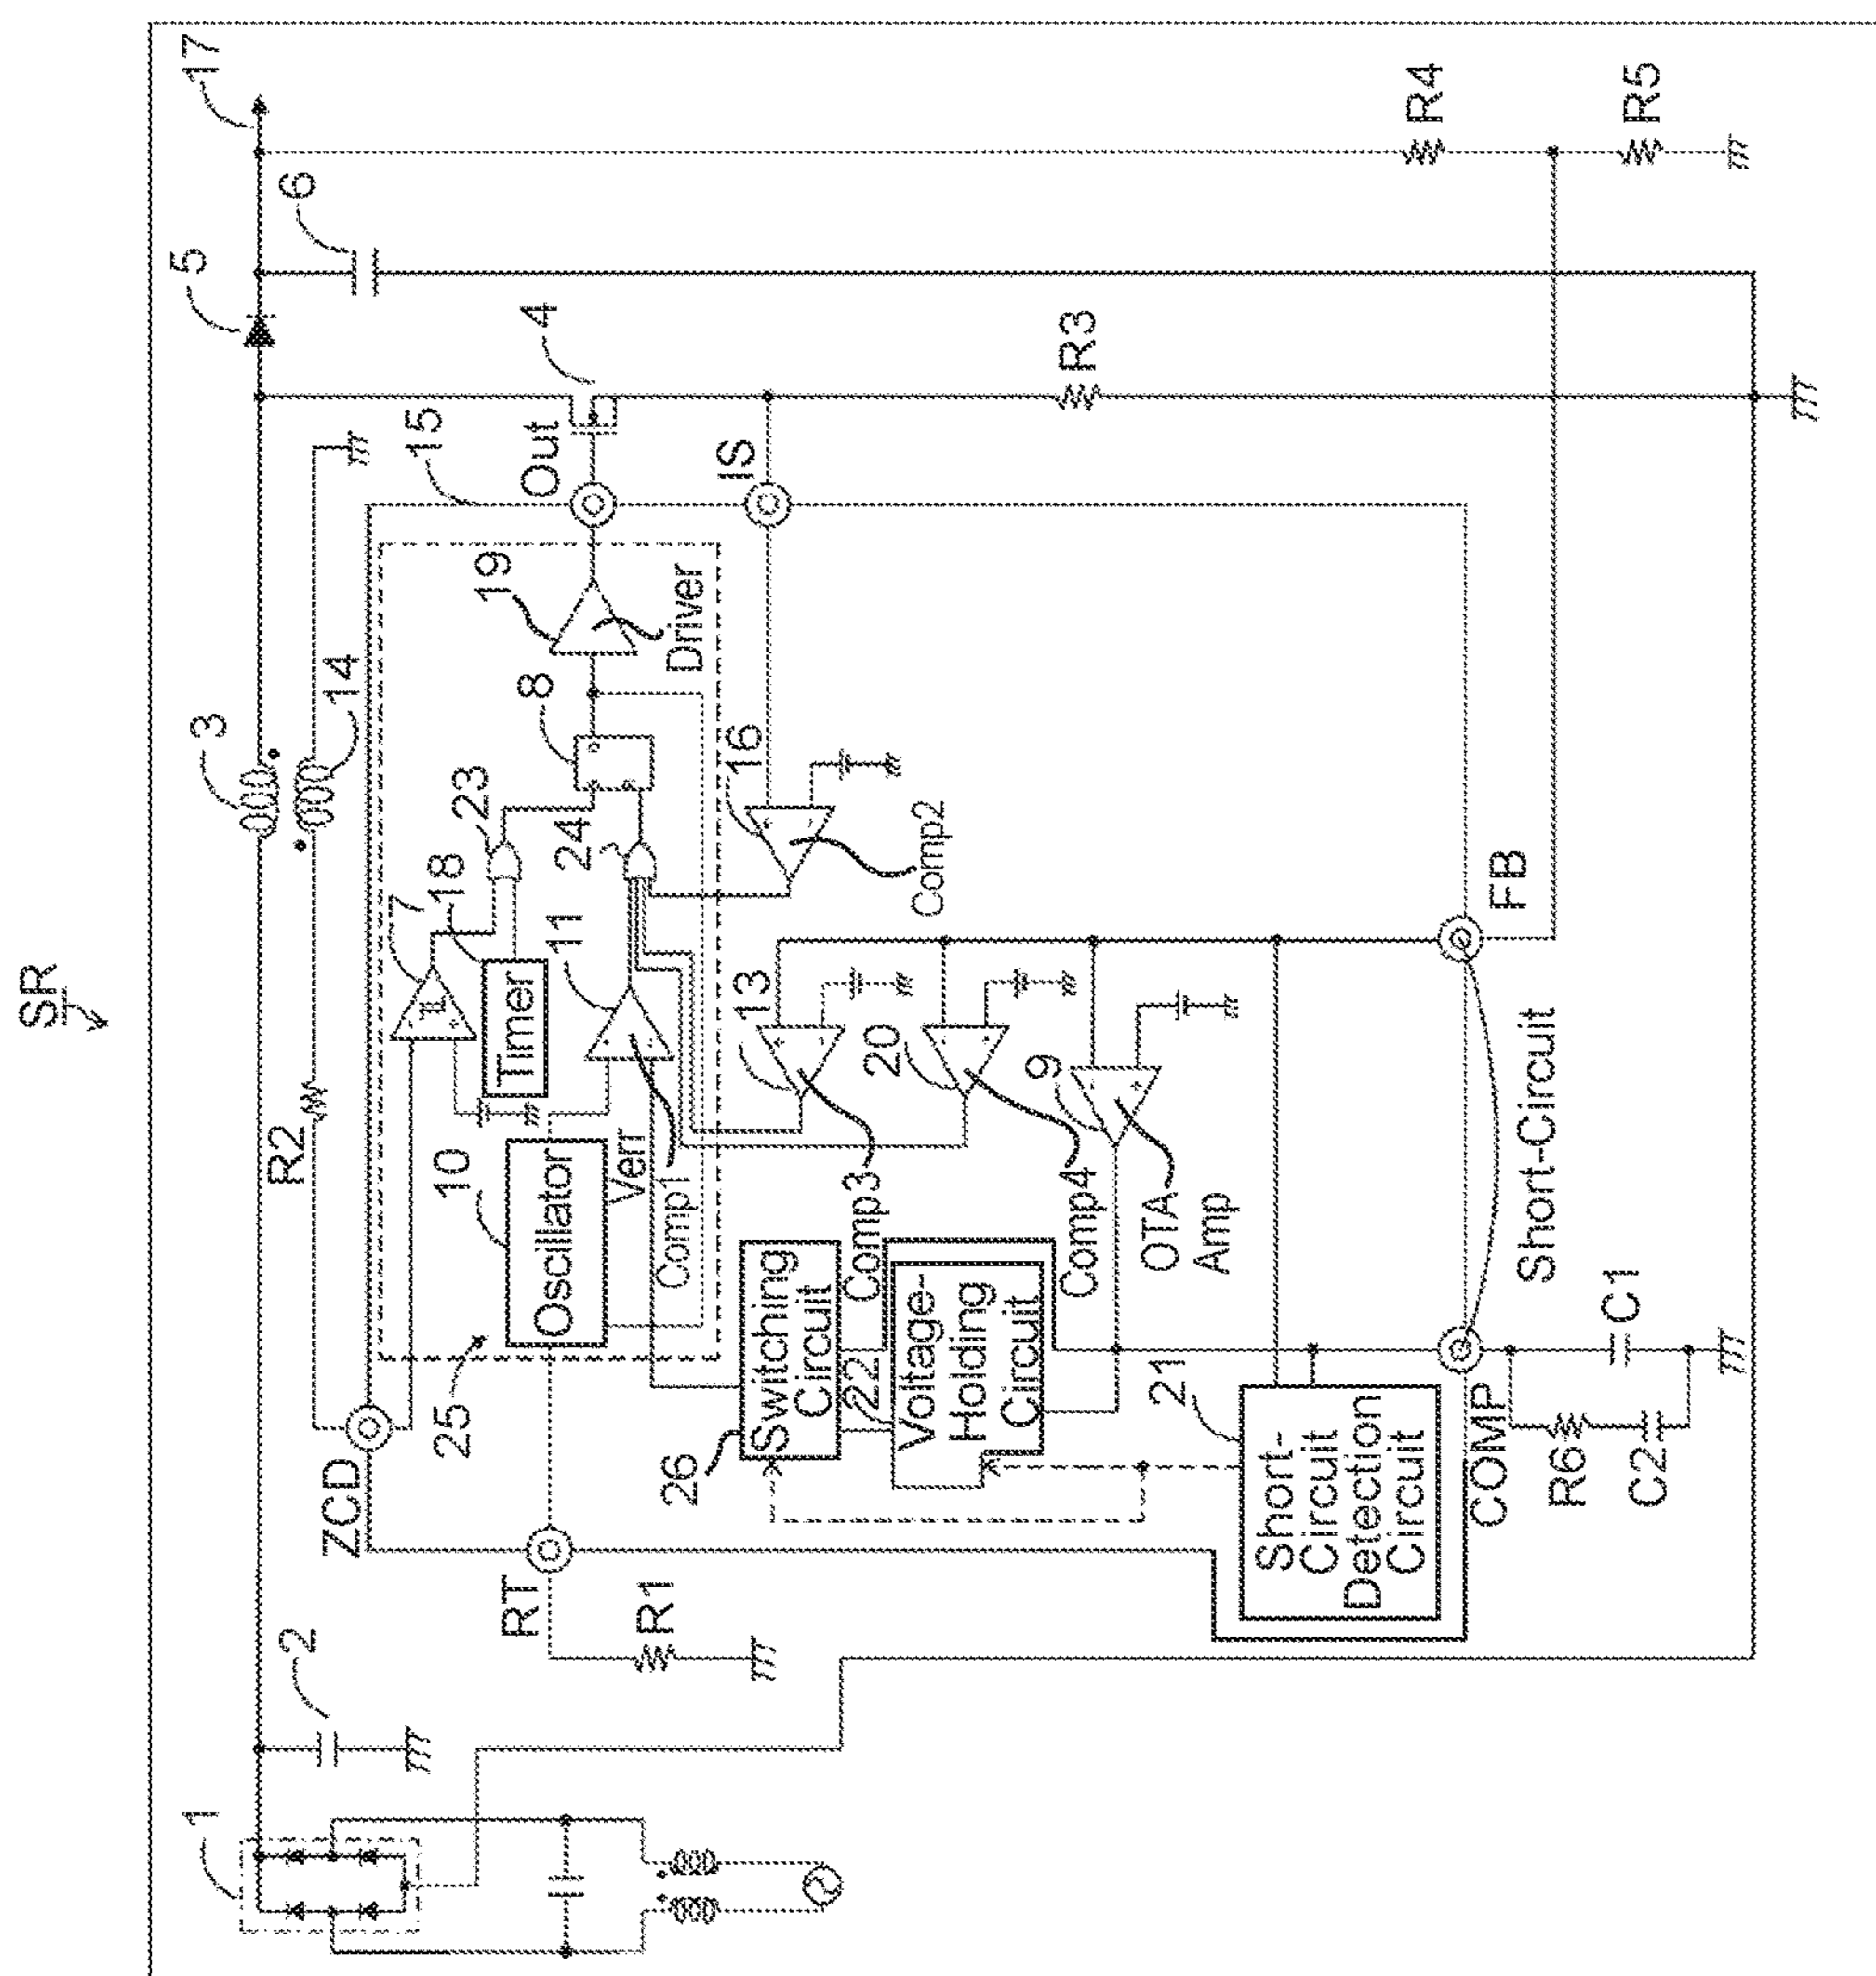 SR
1
2
3
R2
14
5
6
17
ZCD
25
10
Oscillator
7
18
Timer
23
8
19
Driver
15
Out
4
RT
R1
Verr
Comp1
11
24
16
Comp2
IS
R3
R4
R5
26
Switching
Circuit
22
Voltage-
Holding
Circuit
13
Comp3
20
Comp4
9
OTA
Amp
21
Short-
Circuit
Detection
Circuit
COMP
FB
Short-Circuit
R6
C2
C1